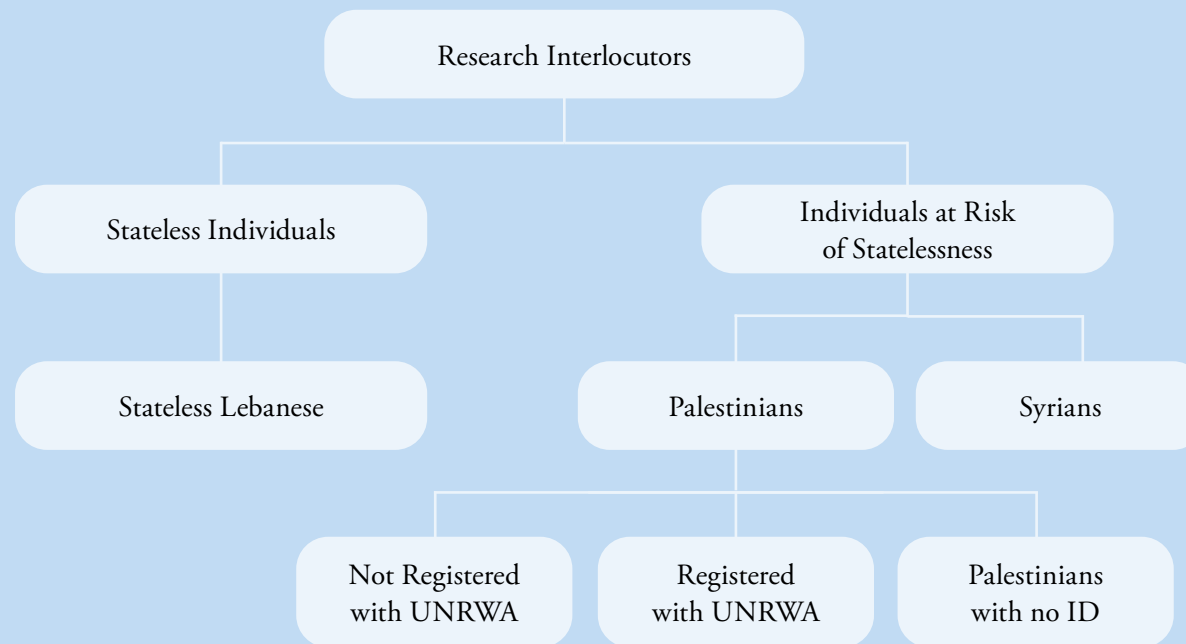 Research Interlocutors
Stateless Individuals
Individuals at Risk
of Statelessness
Stateless Lebanese
Palestinians
Syrians
Not Registered
with UNRWA
Registered
with UNRWA
Palestinians
with no ID